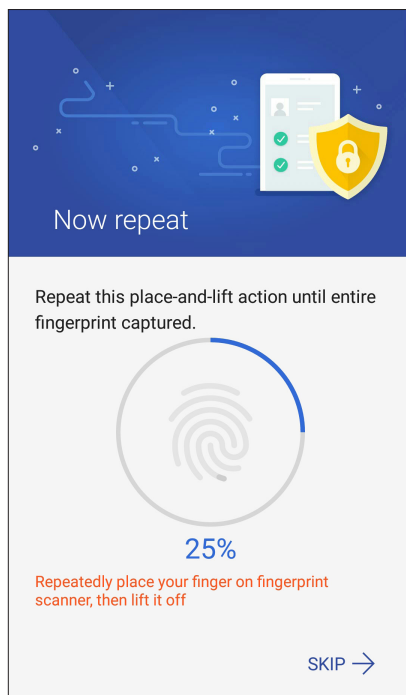 Now repeat
Repeat this place-and-lift action until entire
fingerprint captured.
25%
Repeatedly place your finger on fingerprint
scanner, then lift it off
SKIP